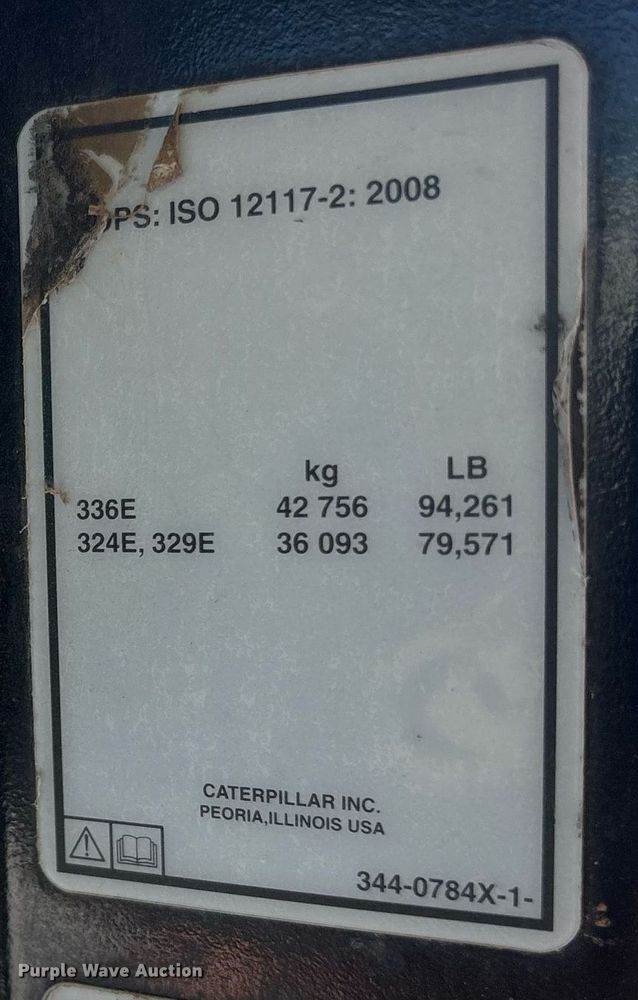 PS: ISO 12117-2: 2008
kg LB
336E 42 756 94,261
324E, 329E 36 093 79,571
CATERPILLAR INC.
PEORIA,ILLINOIS USA
344-0784X-1-
Purple Wave Auction